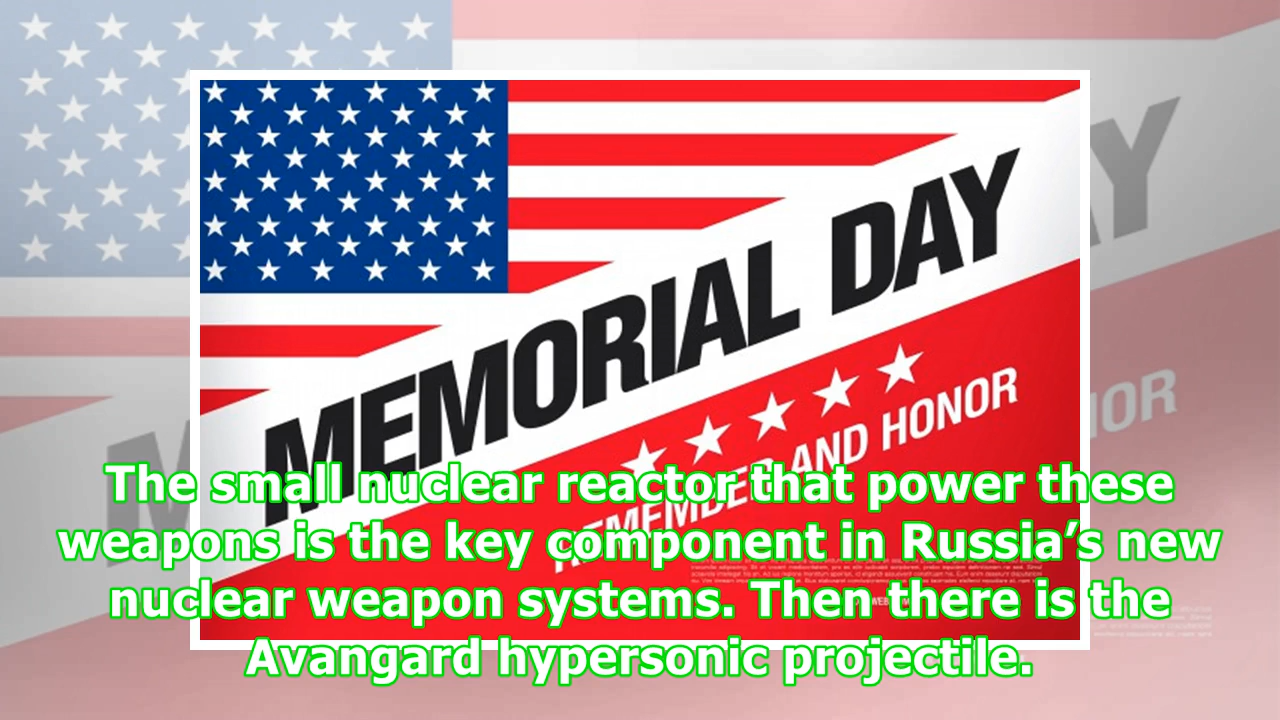 MEMORIAL DAY
REMEMBER AND HONOR
The small nuclear reactor that power these
weapons is the key component in Russia’s new
nuclear weapon systems. Then there is the
Avangard hypersonic projectile.